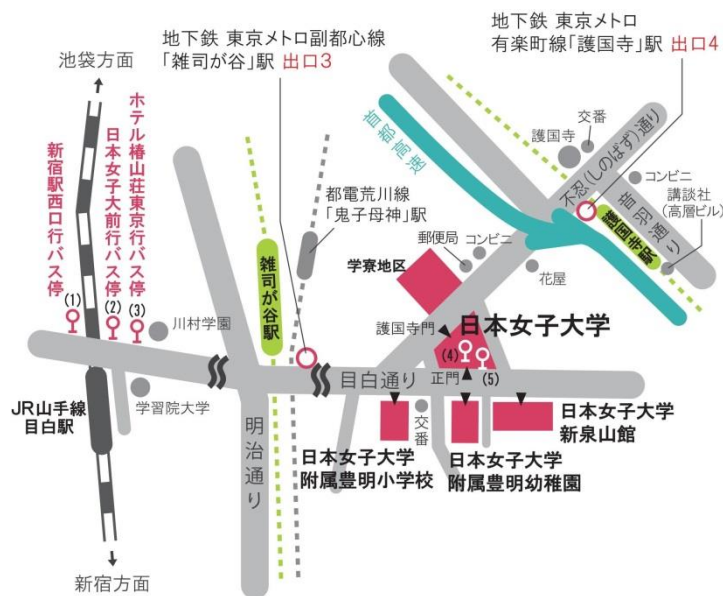 地下鉄 東京メトロ副都心線
「雑司が谷」駅 出口3
地下鉄 東京メトロ
有楽町線「護国寺」駅 出口4
池袋方面
新宿駅西口行バス停
(1)
日本女子大前行バス停
(2)
ホテル椿山荘東京行バス停
(3)
川村学園
学習院大学
JR山手線
目白駅
新宿方面
都電荒川線
「鬼子母神」駅
雑司が谷駅
明治通り
目白通り
首都高速
護国寺
交番
不忍(しのばず)通り
音羽通り
コンビニ
講談社
(高層ビル)
護国寺駅
郵便局
コンビニ
花屋
学寮地区
護国寺門
日本女子大学
(4)
(5)
正門
交番
日本女子大学
附属豊明小学校
日本女子大学
附属豊明幼稚園
日本女子大学
新泉山館